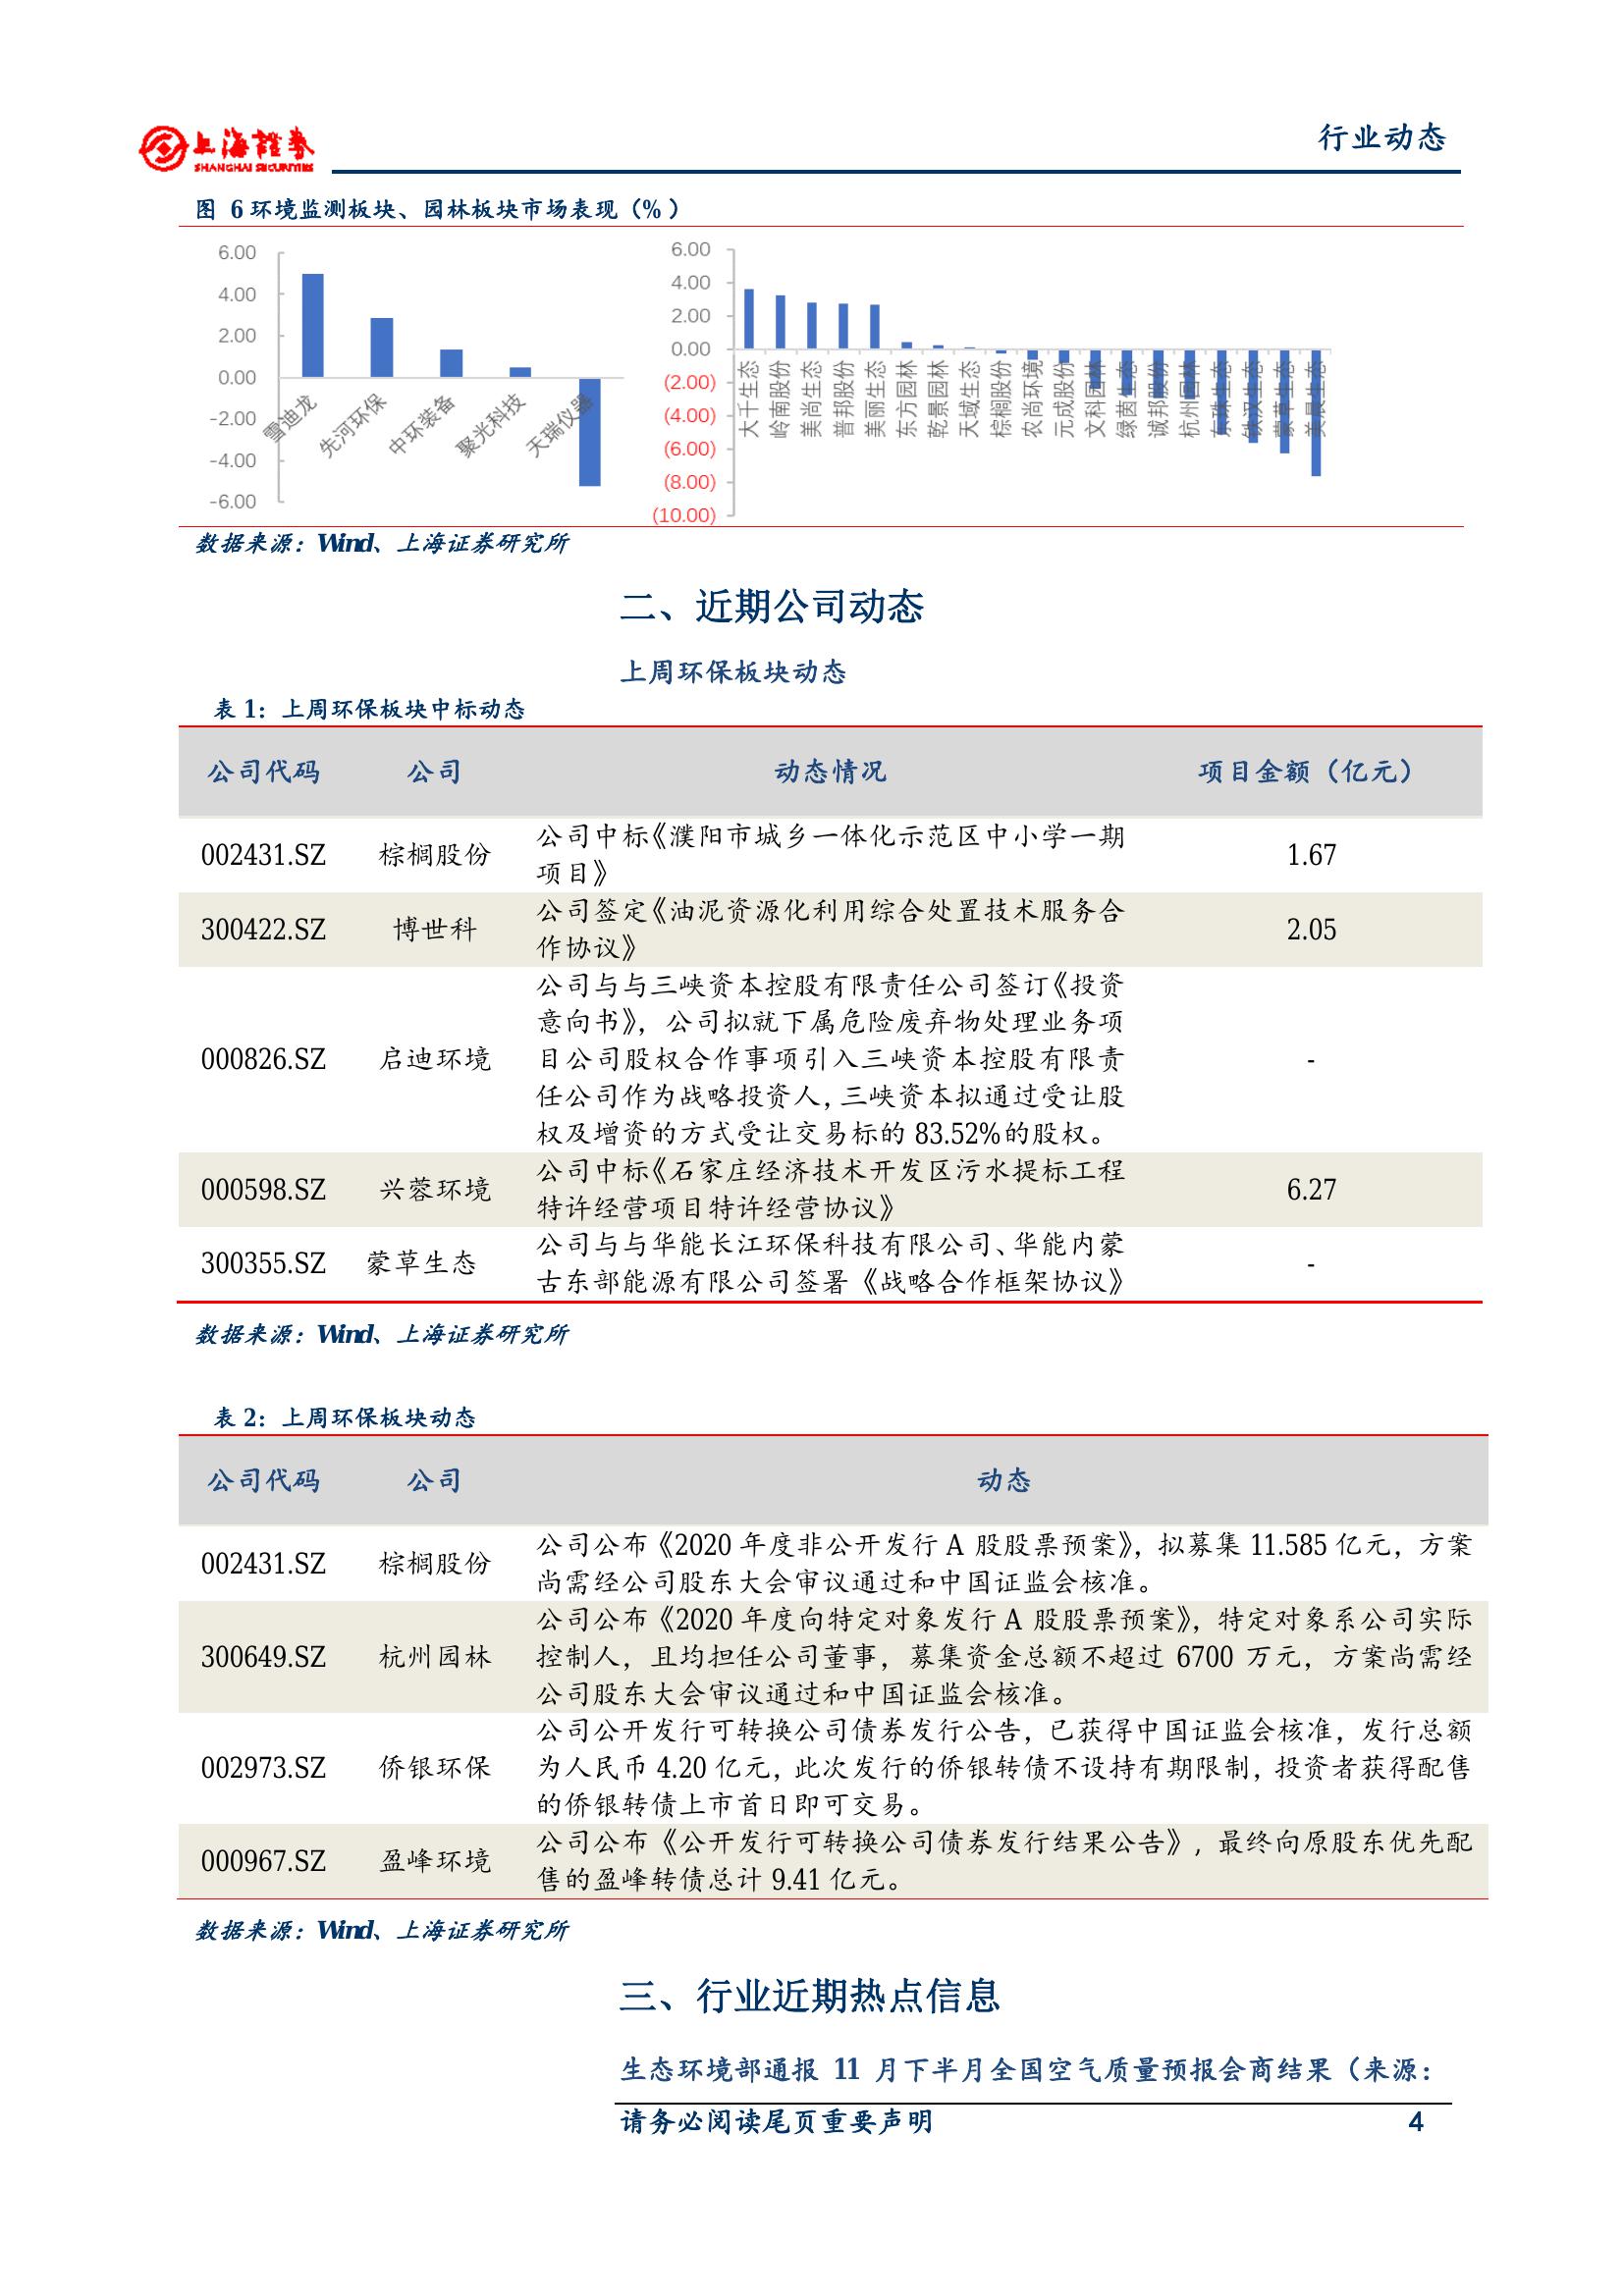 上海證券
SHANGHAI SECURITIES
行业动态
图 6 环境监测板块、园林板块市场表现（%）
6.00
4.00
2.00
0.00
-2.00
-4.00
-6.00
雪迪龙
先河环保
中环装备
聚光科技
天瑞仪器
6.00
4.00
2.00
0.00
(2.00)
(4.00)
(6.00)
(8.00)
(10.00)
大千生态
岭南股份
美尚生态
普邦股份
美丽生态
东方园林
乾景园林
天域生态
棕榈股份
农尚环境
元成股份
文科园林
绿茵生态
诚邦股份
杭州园林
东珠生态
铁汉生态
蒙草生态
美晨生态
数据来源：Wind、上海证券研究所
二、近期公司动态
上周环保板块动态
表 1：上周环保板块中标动态
公司代码 公司 动态情况 项目金额（亿元）
002431.SZ 棕榈股份 公司中标《濮阳市城乡一体化示范区中小学一期
项目》 1.67
300422.SZ 博世科 公司签定《油泥资源化利用综合处置技术服务合
作协议》 2.05
000826.SZ 启迪环境 公司与与三峡资本控股有限责任公司签订《投资
意向书》，公司拟就下属危险废弃物处理业务项
目公司股权合作事项引入三峡资本控股有限责
任公司作为战略投资人，三峡资本拟通过受让股
权及增资的方式受让交易标的 83.52%的股权。 -
000598.SZ 兴蓉环境 公司中标《石家庄经济技术开发区污水提标工程
特许经营项目特许经营协议》 6.27
300355.SZ 蒙草生态 公司与与华能长江环保科技有限公司、华能内蒙
古东部能源有限公司签署《战略合作框架协议》 -
数据来源：Wind、上海证券研究所
表 2：上周环保板块动态
公司代码 公司 动态
002431.SZ 棕榈股份 公司公布《2020 年度非公开发行 A 股股票预案》，拟募集 11.585 亿元，方案
尚需经公司股东大会审议通过和中国证监会核准。
300649.SZ 杭州园林 公司公布《2020 年度向特定对象发行 A 股股票预案》，特定对象系公司实际
控制人，且均担任公司董事，募集资金总额不超过 6700 万元，方案尚需经
公司股东大会审议通过和中国证监会核准。
002973.SZ 侨银环保 公司公开发行可转换公司债券发行公告，已获得中国证监会核准，发行总额
为人民币 4.20 亿元，此次发行的侨银转债不设持有期限制，投资者获得配售
的侨银转债上市首日即可交易。
000967.SZ 盈峰环境 公司公布《公开发行可转换公司债券发行结果公告》，最终向原股东优先配
售的盈峰转债总计 9.41 亿元。
数据来源：Wind、上海证券研究所
三、行业近期热点信息
生态环境部通报 11 月下半月全国空气质量预报会商结果（来源：
请务必阅读尾页重要声明 4